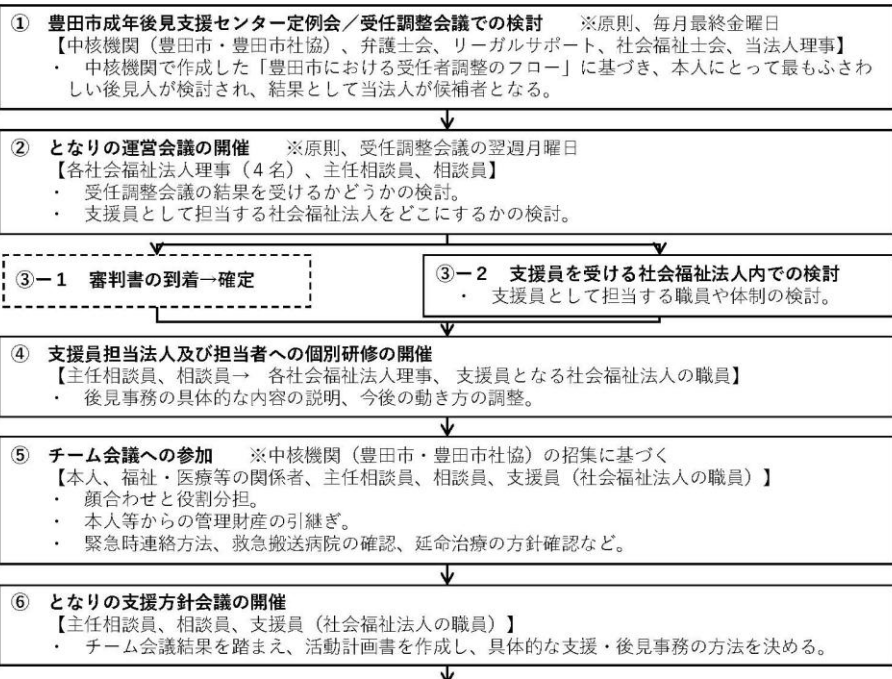 ① 豊田市成年後見支援センター定例会／受任調整会議での検討 ※原則、毎月最終金曜日
【中核機関（豊田市・豊田市社協）、弁護士会、リーガルサポート、社会福祉士会、当法人理事】
・ 中核機関で作成した「豊田市における受任者調整のフロー」に基づき、本人にとって最もふさわ
しい後見人が検討され、結果として当法人が候補者となる。
② となりの運営会議の開催 ※原則、受任調整会議の翌週月曜日
【各社会福祉法人理事（４名）、主任相談員、相談員】
・ 受任調整会議の結果を受けるかどうかの検討。
・ 支援員として担当する社会福祉法人をどこにするかの検討。
③－１ 審判書の到着→確定
③－２ 支援員を受ける社会福祉法人内での検討
・ 支援員として担当する職員や体制の検討。
④ 支援員担当法人及び担当者への個別研修の開催
【主任相談員、相談員→ 各社会福祉法人理事、 支援員となる社会福祉法人の職員】
・ 後見事務の具体的な内容の説明、今後の動き方の調整。
⑤ チーム会議への参加 ※中核機関（豊田市・豊田市社協）の招集に基づく
【本人、福祉・医療等の関係者、主任相談員、相談員、支援員（社会福祉法人の職員）】
・ 顔合わせと役割分担。
・ 本人等からの管理財産の引継ぎ。
・ 緊急時連絡方法、救急搬送病院の確認、延命治療の方針確認など。
⑥ となりの支援方針会議の開催
【主任相談員、相談員、支援員（社会福祉法人の職員）】
・ チーム会議結果を踏まえ、活動計画書を作成し、具体的な支援・後見事務の方法を決める。